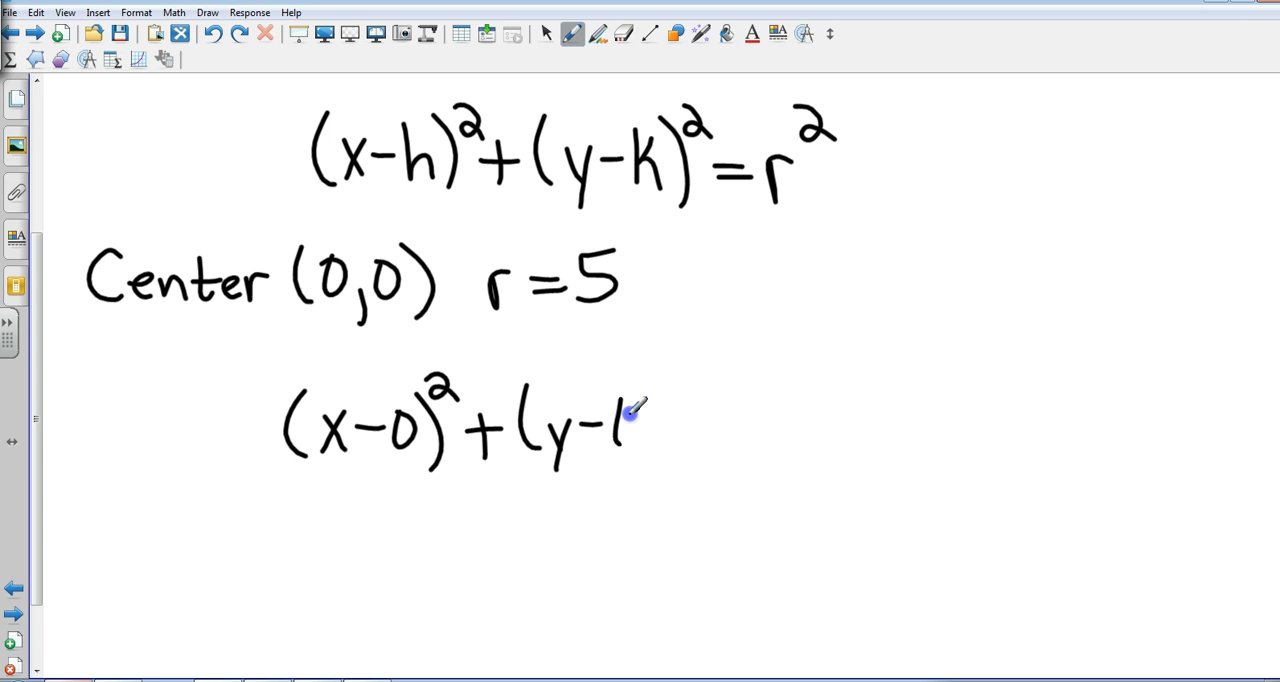 File Edit View Insert Format Math Draw Response Help
(x-h)²+(y-k)²=r²
Center (0,0) r=5
(x-0)²+(y-